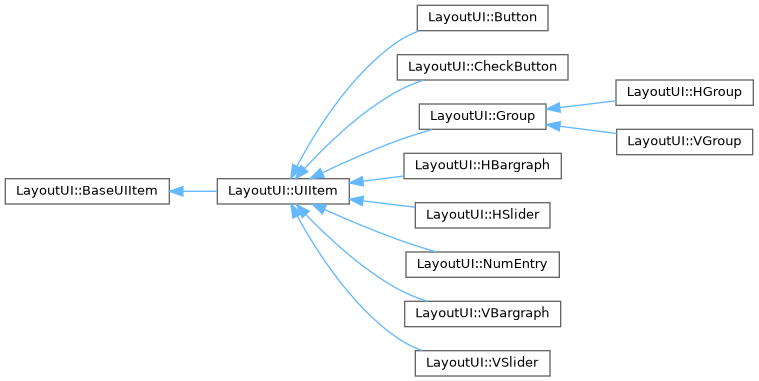 LayoutUI::Button
LayoutUI::CheckButton
LayoutUI::HGroup
LayoutUI::Group
LayoutUI::VGroup
LayoutUI::HBargraph
LayoutUI::BaseUIItem
LayoutUI::UIItem
LayoutUI::HSlider
LayoutUI::NumEntry
LayoutUI::VBargraph
LayoutUI::VSlider